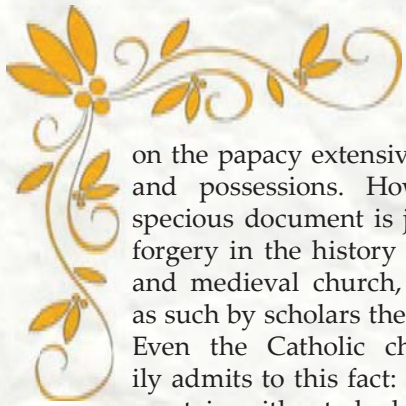 on the papacy extensiv
and possessions. Ho
specious document is
forgery in the history
and medieval church,
as such by scholars the
Even the Catholic ch
ily admits to this fact: